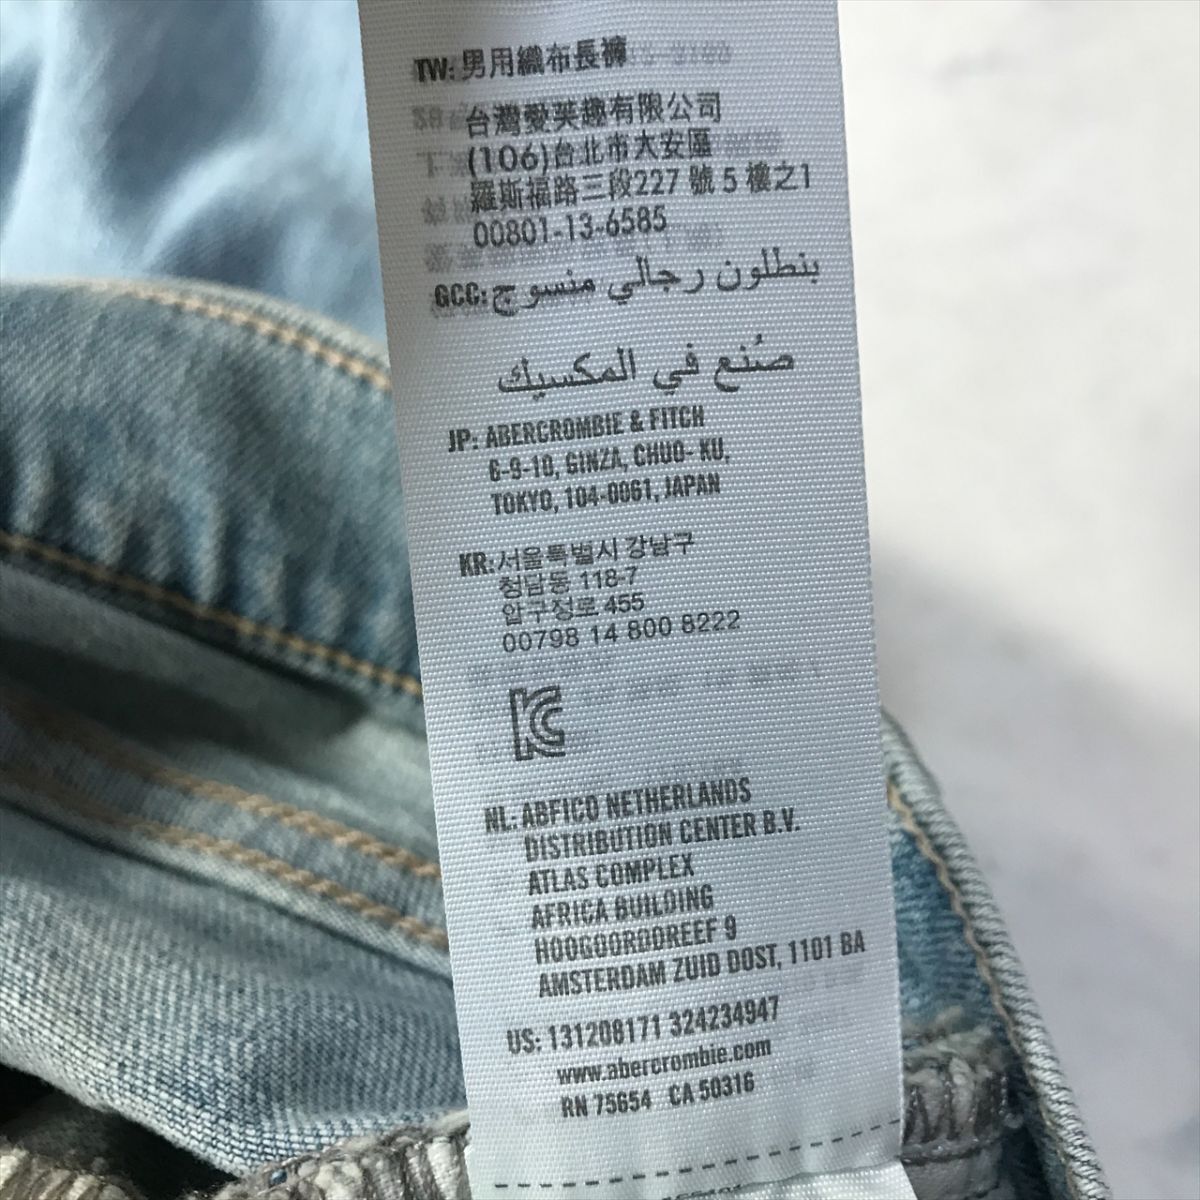 TW: 男用織布長褲
台灣愛芙趣有限公司
(106)台北市大安區
羅斯福路三段227 號 5 樓之1
00801-13-6585
GCC: بنطلون رجالي منسوج
صُنع في المكسيك
JP: ABERCROMBIE & FITCH
6-9-10, GINZA, CHUO- KU,
TOKYO, 104-0061, JAPAN
KR: 서울특별시 강남구
청담동 118-7
압구정로 455
00798 14 800 8222
KC
NL: ABFICO NETHERLANDS
DISTRIBUTION CENTER B.V.
ATLAS COMPLEX
AFRICA BUILDING
HOOGOORDDREEF 9
AMSTERDAM ZUID OOST, 1101 BA
US: 131208171 324234947
www.abercrombie.com
RN 75654 CA 50316